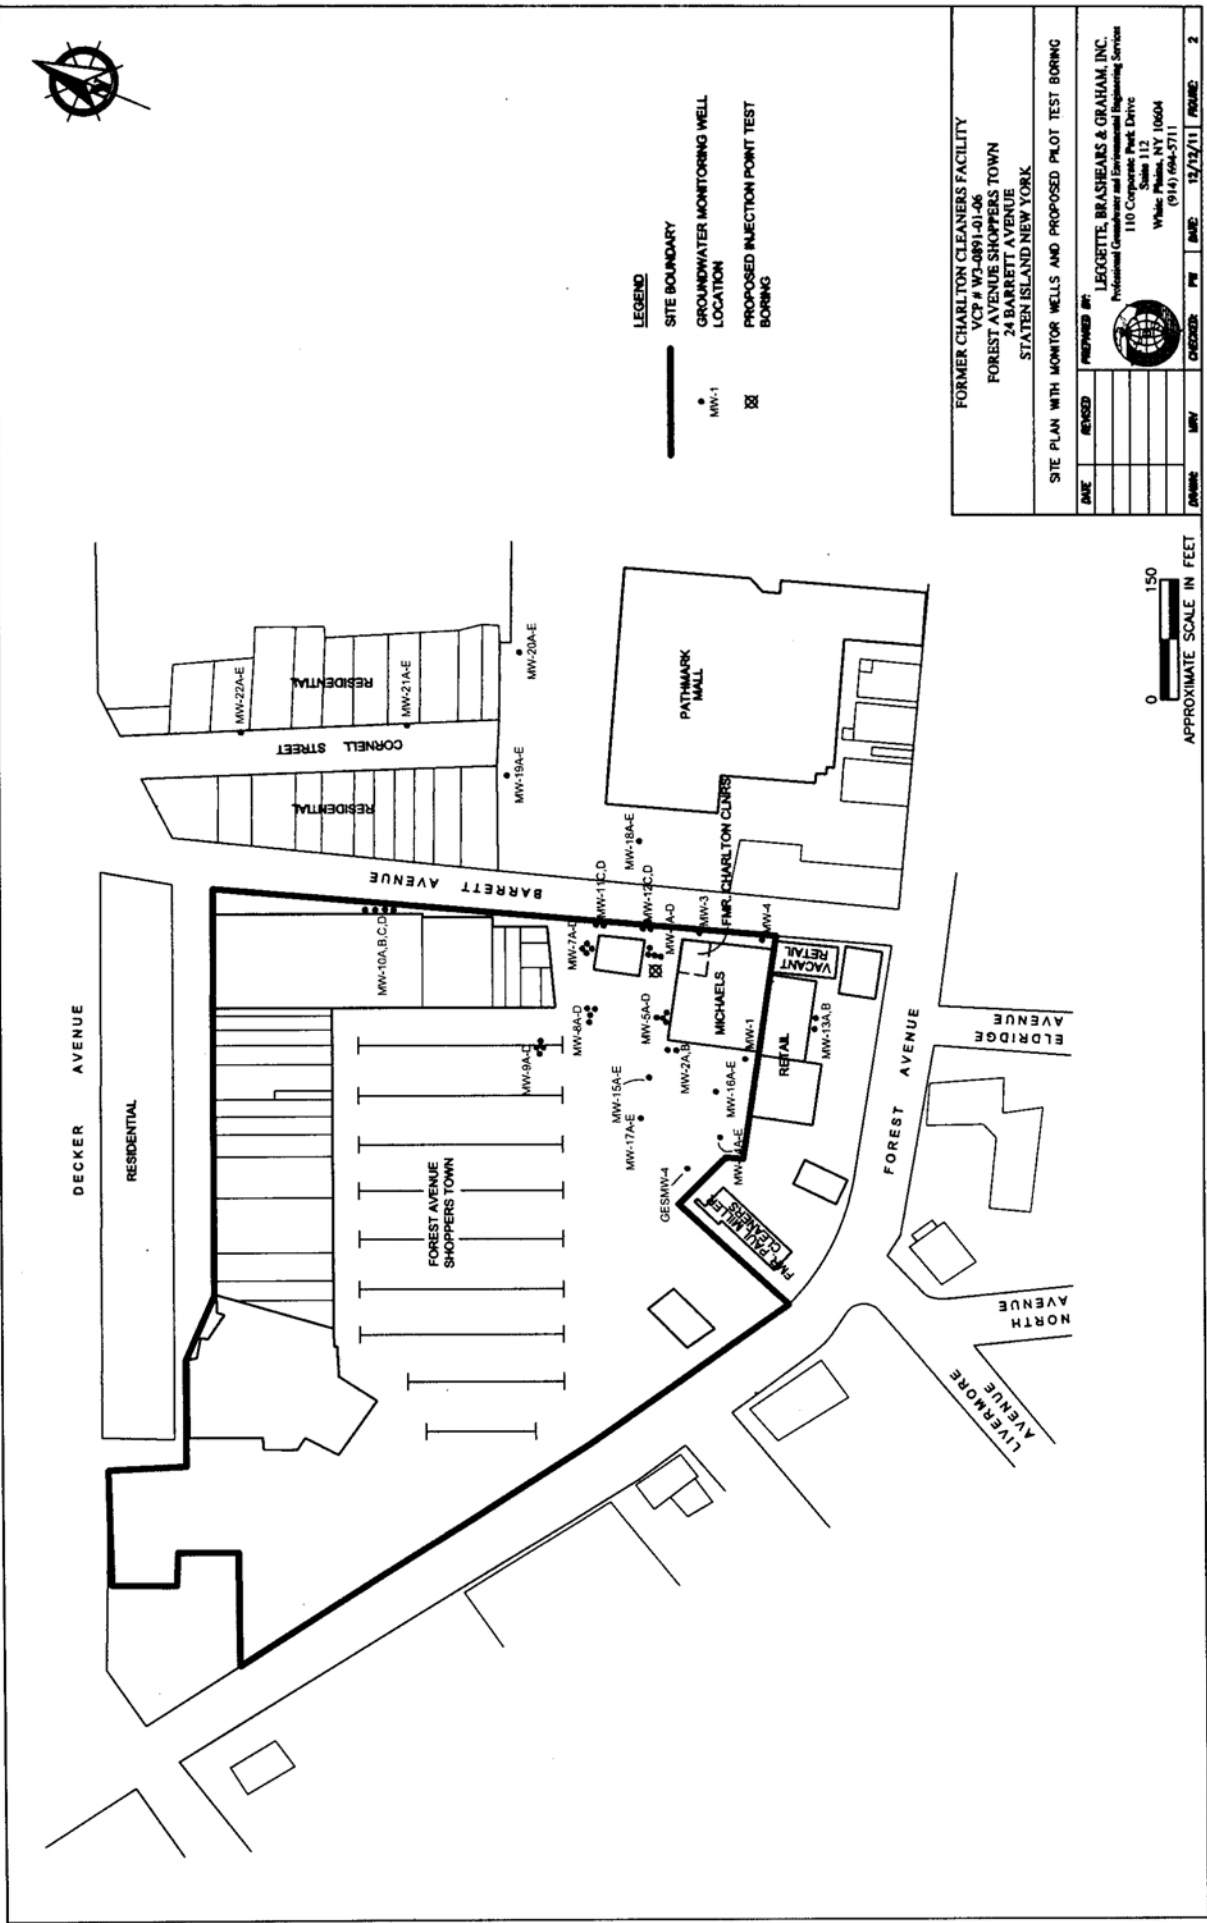 DECKER AVENUE
RESIDENTIAL
FOREST AVENUE
SHOPPERS TOWN
MW-10A,B,C,D
BARRETT AVENUE
RESIDENTIAL
CORNELL STREET
RESIDENTIAL
MW-22A-E
MW-21A-E
MW-20A-E
MW-19A-E
MW-9A-D
MW-8A-D
MW-7A-D
MW-11C,D
MW-12C,D
MW-18A-E
MW-17A-E
MW-15A-E
MW-5A-D
MW-3
FMR. CHARLTON CLNRS
PATHMARK
MALL
GESMW-4
MW-2A,B
MICHAELS
MW-4
MW-16A-E
MW-1
FMR. PAUL MILLER
CLEANERS
RETAIL
VACANT
RETAIL
MW-13A,B
FOREST AVENUE
ELDRIDGE
AVENUE
NORTH
AVENUE
LIVERMORE
AVENUE
LEGEND
SITE BOUNDARY
MW-1
GROUNDWATER MONITORING WELL
LOCATION
PROPOSED INJECTION POINT TEST
BORING
0 150
APPROXIMATE SCALE IN FEET
FORMER CHARLTON CLEANERS FACILITY
VCP # W3-0891-01-06
FOREST AVENUE SHOPPERS TOWN
24 BARRETT AVENUE
STATEN ISLAND NEW YORK
SITE PLAN WITH MONITOR WELLS AND PROPOSED PILOT TEST BORING
DATE REVISED PREPARED BY:
LEGGETTE, BRASHEARS & GRAHAM, INC.
Professional Groundwater and Environmental Engineering Services
110 Corporate Park Drive
Suite 112
White Plains, NY 10604
(914) 694-5711
DRAWN: MRV CHECKED: PW DATE: 12/12/11 FIGURE: 2